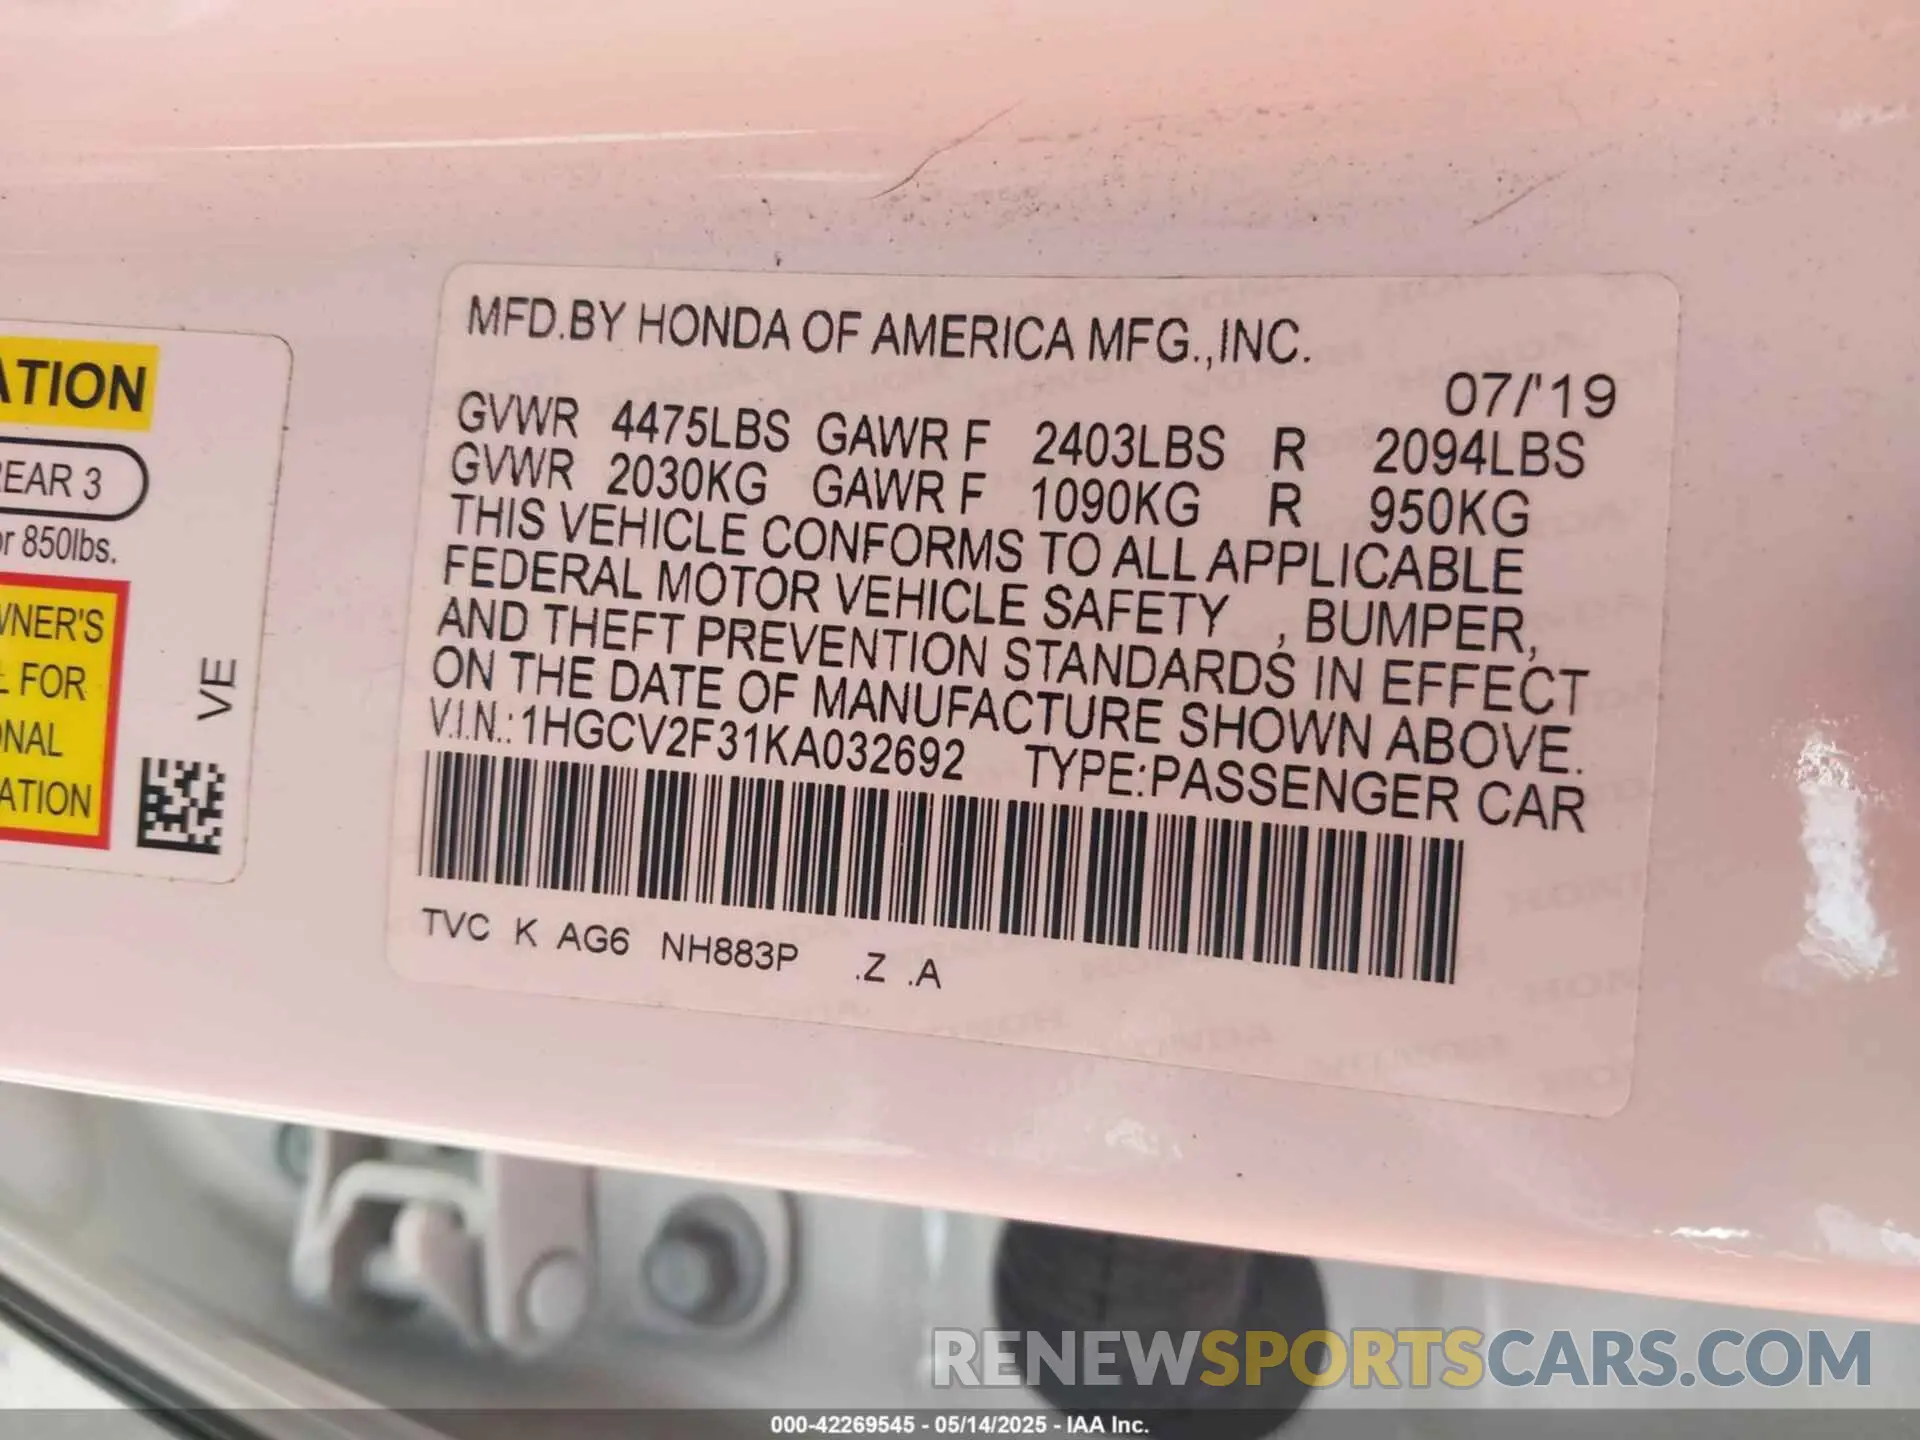 ATION
REAR 3
or 850lbs.
OWNER'S
L FOR
ONAL
ATION
VE
MFD.BY HONDA OF AMERICA MFG.,INC.
07/'19
GVWR 4475LBS GAWR F 2403LBS R 2094LBS
GVWR 2030KG GAWR F 1090KG R 950KG
THIS VEHICLE CONFORMS TO ALL APPLICABLE
FEDERAL MOTOR VEHICLE SAFETY , BUMPER,
AND THEFT PREVENTION STANDARDS IN EFFECT
ON THE DATE OF MANUFACTURE SHOWN ABOVE.
V.I.N.: 1HGCV2F31KA032692 TYPE:PASSENGER CAR
TVC K AG6 NH883P .Z .A
RENEWSPORTSCARS.COM
000-42269545 - 05/14/2025 - IAA Inc.